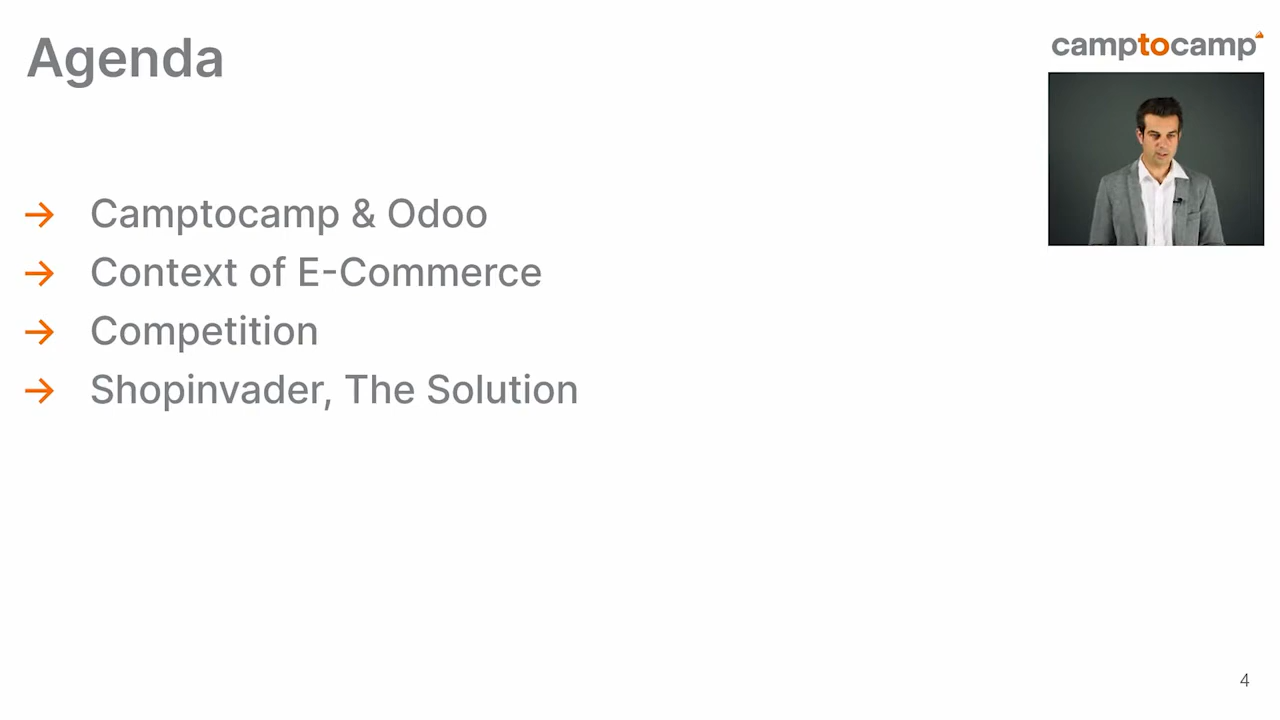 Agenda
camptocamp
→ Camptocamp & Odoo
→ Context of E-Commerce
→ Competition
→ Shopinvader, The Solution
4